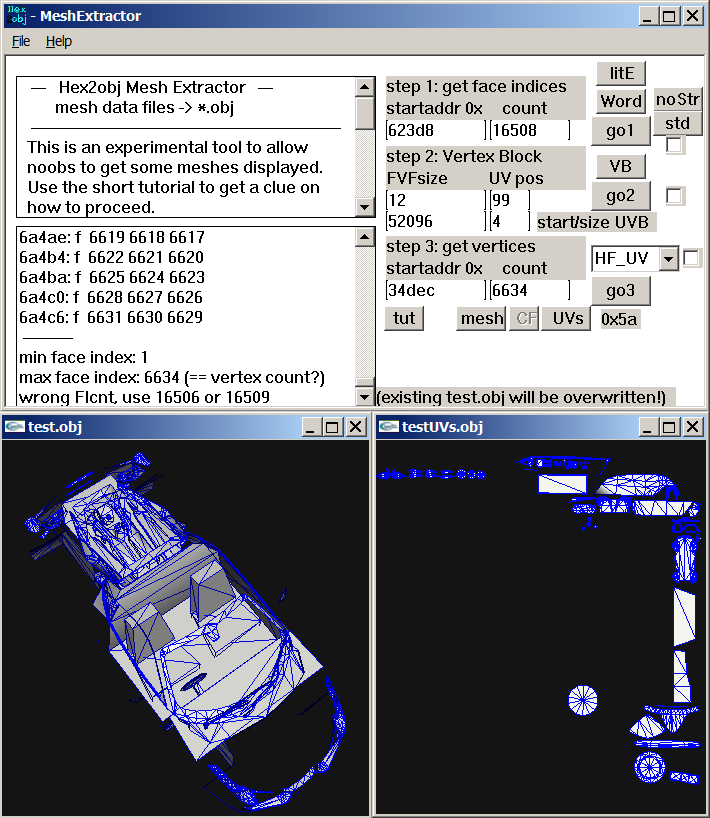 Hex obj - MeshExtractor
File Help
— Hex2obj Mesh Extractor —
mesh data files -> *.obj
This is an experimental tool to allow
noobs to get some meshes displayed.
Use the short tutorial to get a clue on
how to proceed.
6a4ae: f 6619 6618 6617
6a4b4: f 6622 6621 6620
6a4ba: f 6625 6624 6623
6a4c0: f 6628 6627 6626
6a4c6: f 6631 6630 6629
min face index: 1
max face index: 6634 (== vertex count?)
wrong FIcnt, use 16506 or 16509
step 1: get face indices
startaddr 0x count
623d8 16508
litE
Word noStr
go1 std
step 2: Vertex Block
FVFsize UV pos
12 99
52096 4 start/size UVB
VB
go2
step 3: get vertices
startaddr 0x count
34dec 6634
HF_UV
go3
tut mesh CF UVs 0x5a
(existing test.obj will be overwritten!)
test.obj
testUVs.obj